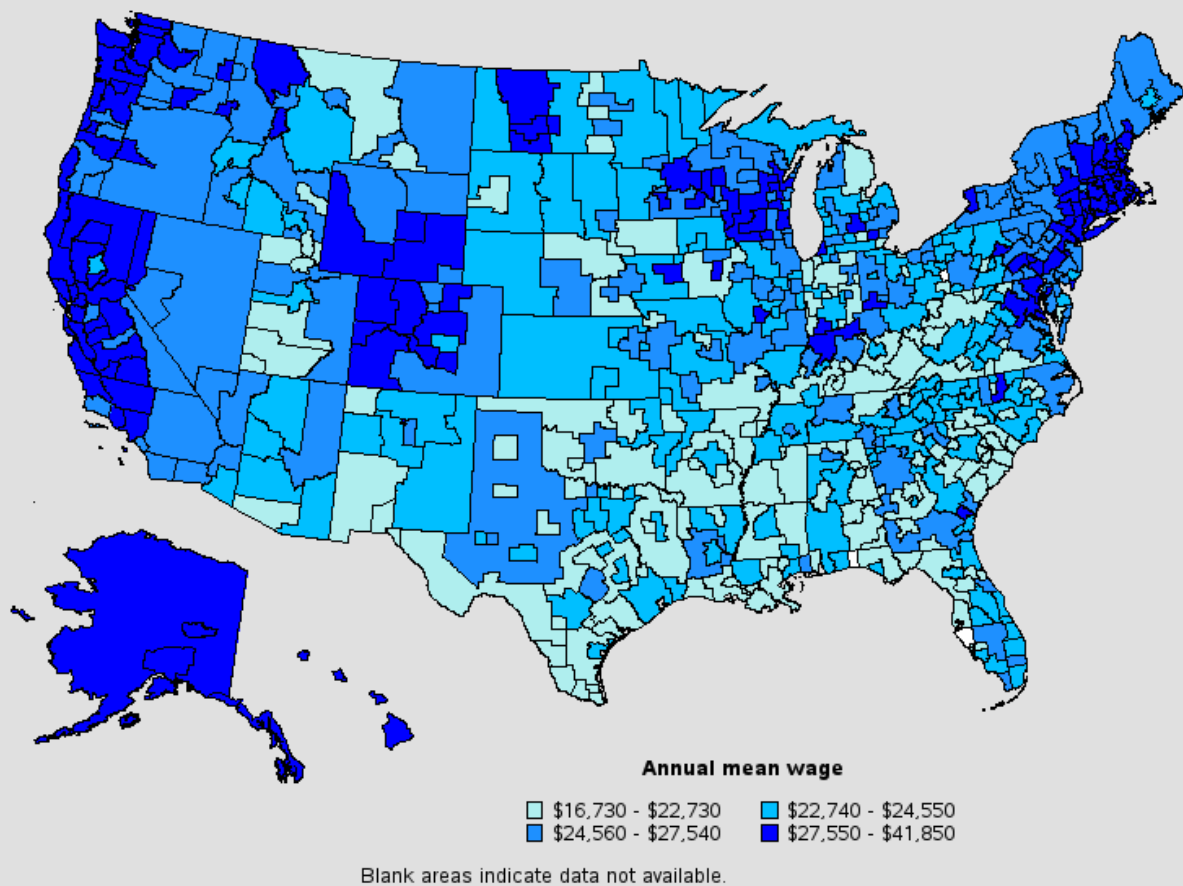 Annual mean wage
$16,730 - $22,730 $22,740 - $24,550
$24,560 - $27,540 $27,550 - $41,850
Blank areas indicate data not available.